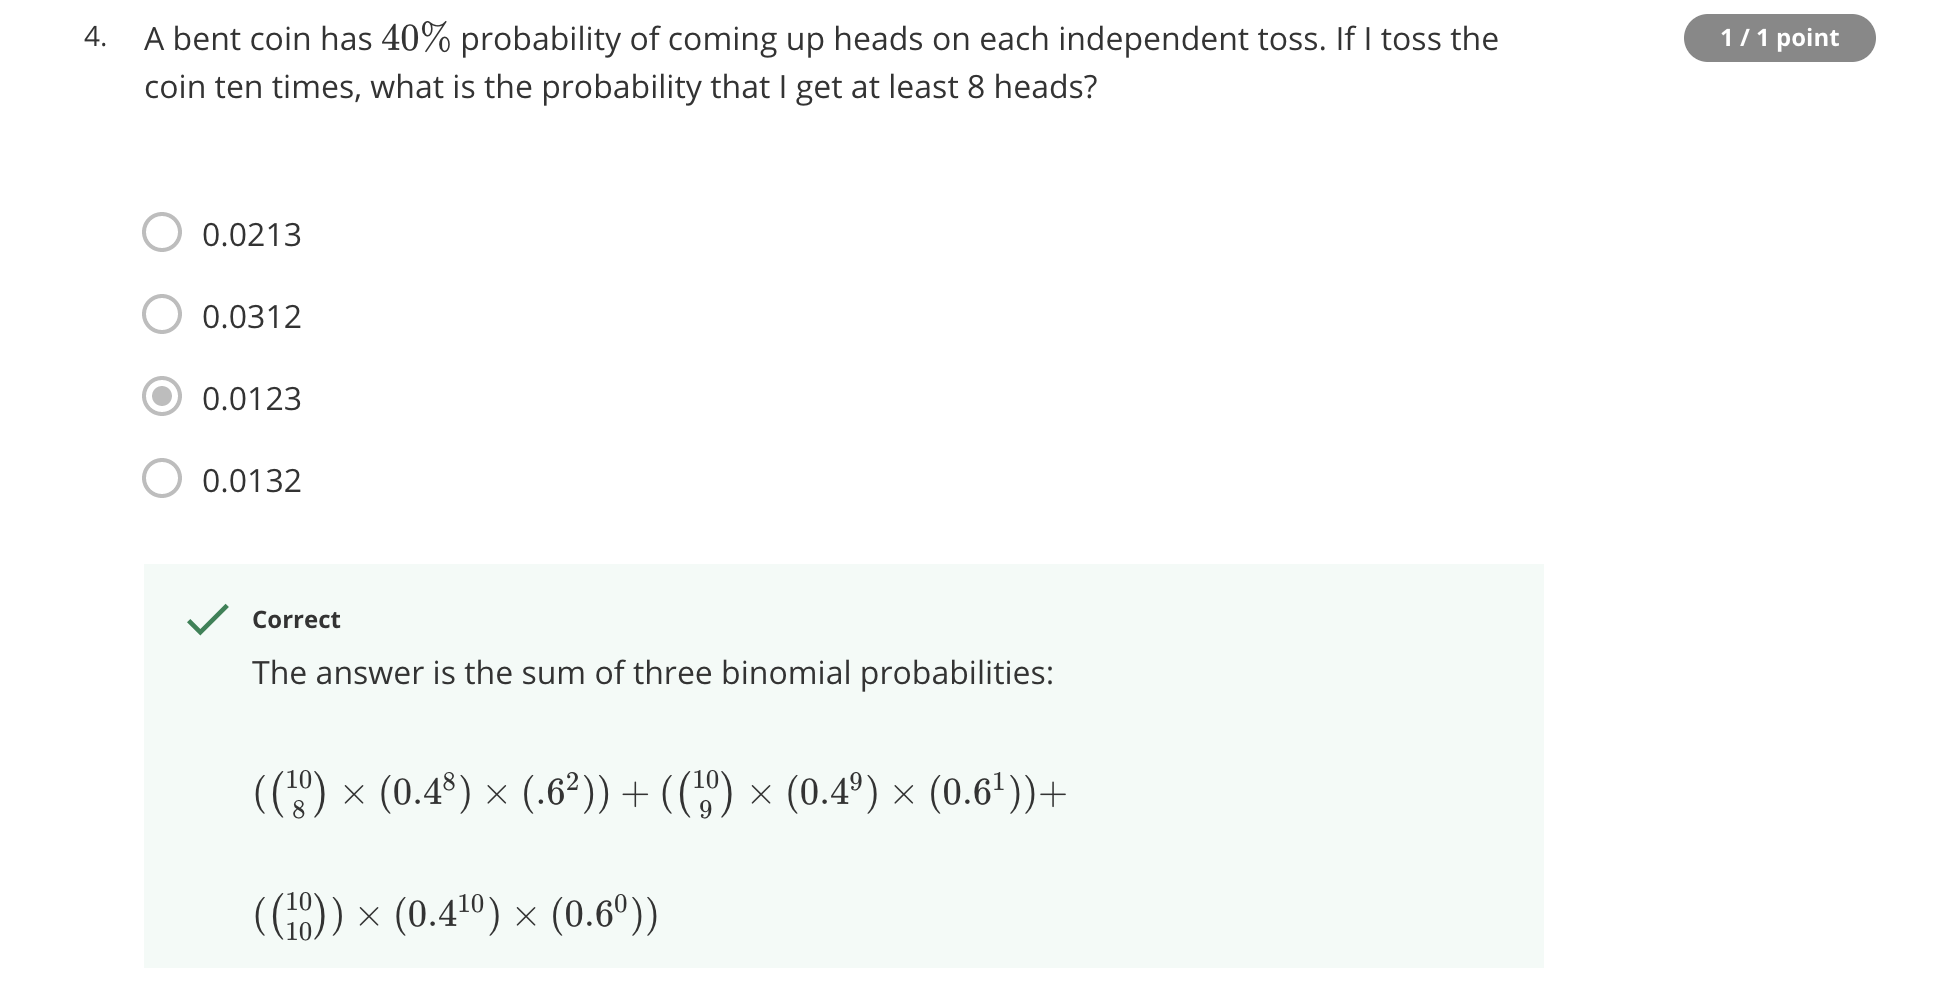 4. A bent coin has 40% probability of coming up heads on each independent toss. If I toss the
1 / 1 point
coin ten times, what is the probability that I get at least 8 heads?
0.0213
0.0312
0.0123
0.0132
Correct
The answer is the sum of three binomial probabilities:
$(\binom{10}{8} \times (0.4^8) \times (.6^2)) + (\binom{10}{9} \times (0.4^9) \times (0.6^1))+$
$(\binom{10}{10}) \times (0.4^{10}) \times (0.6^0))$